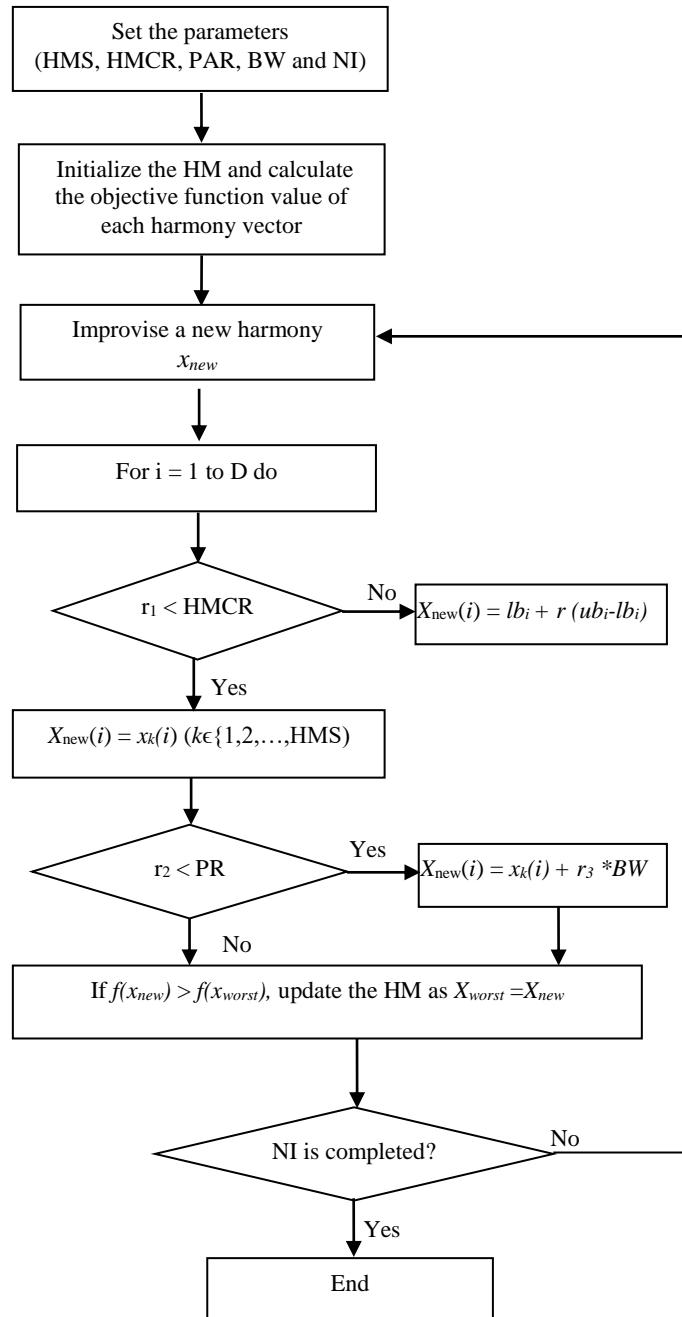 Set the parameters
(HMS, HMCR, PAR, BW and NI)
Initialize the HM and calculate
the objective function value of
each harmony vector
Improvise a new harmony
xnew
For i = 1 to D do
r1 < HMCR
No
Xnew(i) = lbi + r (ubi-lbi)
Yes
Xnew(i) = xk(i) (kϵ{1,2,…,HMS)
r2 < PR
Yes
Xnew(i) = xk(i) + r3 *BW
No
If f(xnew) > f(xworst), update the HM as Xworst =Xnew
NI is completed?
No
Yes
End